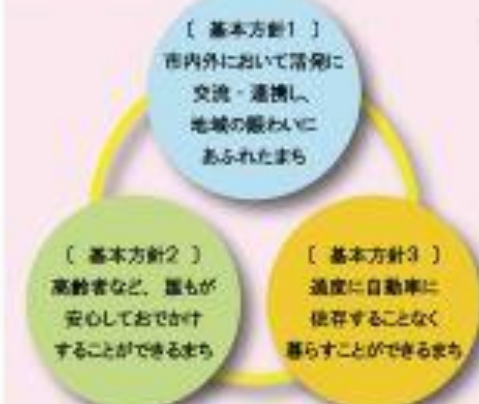 [ 基本方針1 ]
市内外において活発に
交流・連携し、
地域の賑わいに
あふれたまち
[ 基本方針2 ]
高齢者など、誰もが
安心しておでかけ
することができるまち
[ 基本方針3 ]
過度に自動車に
依存することなく
暮らすことができるまち